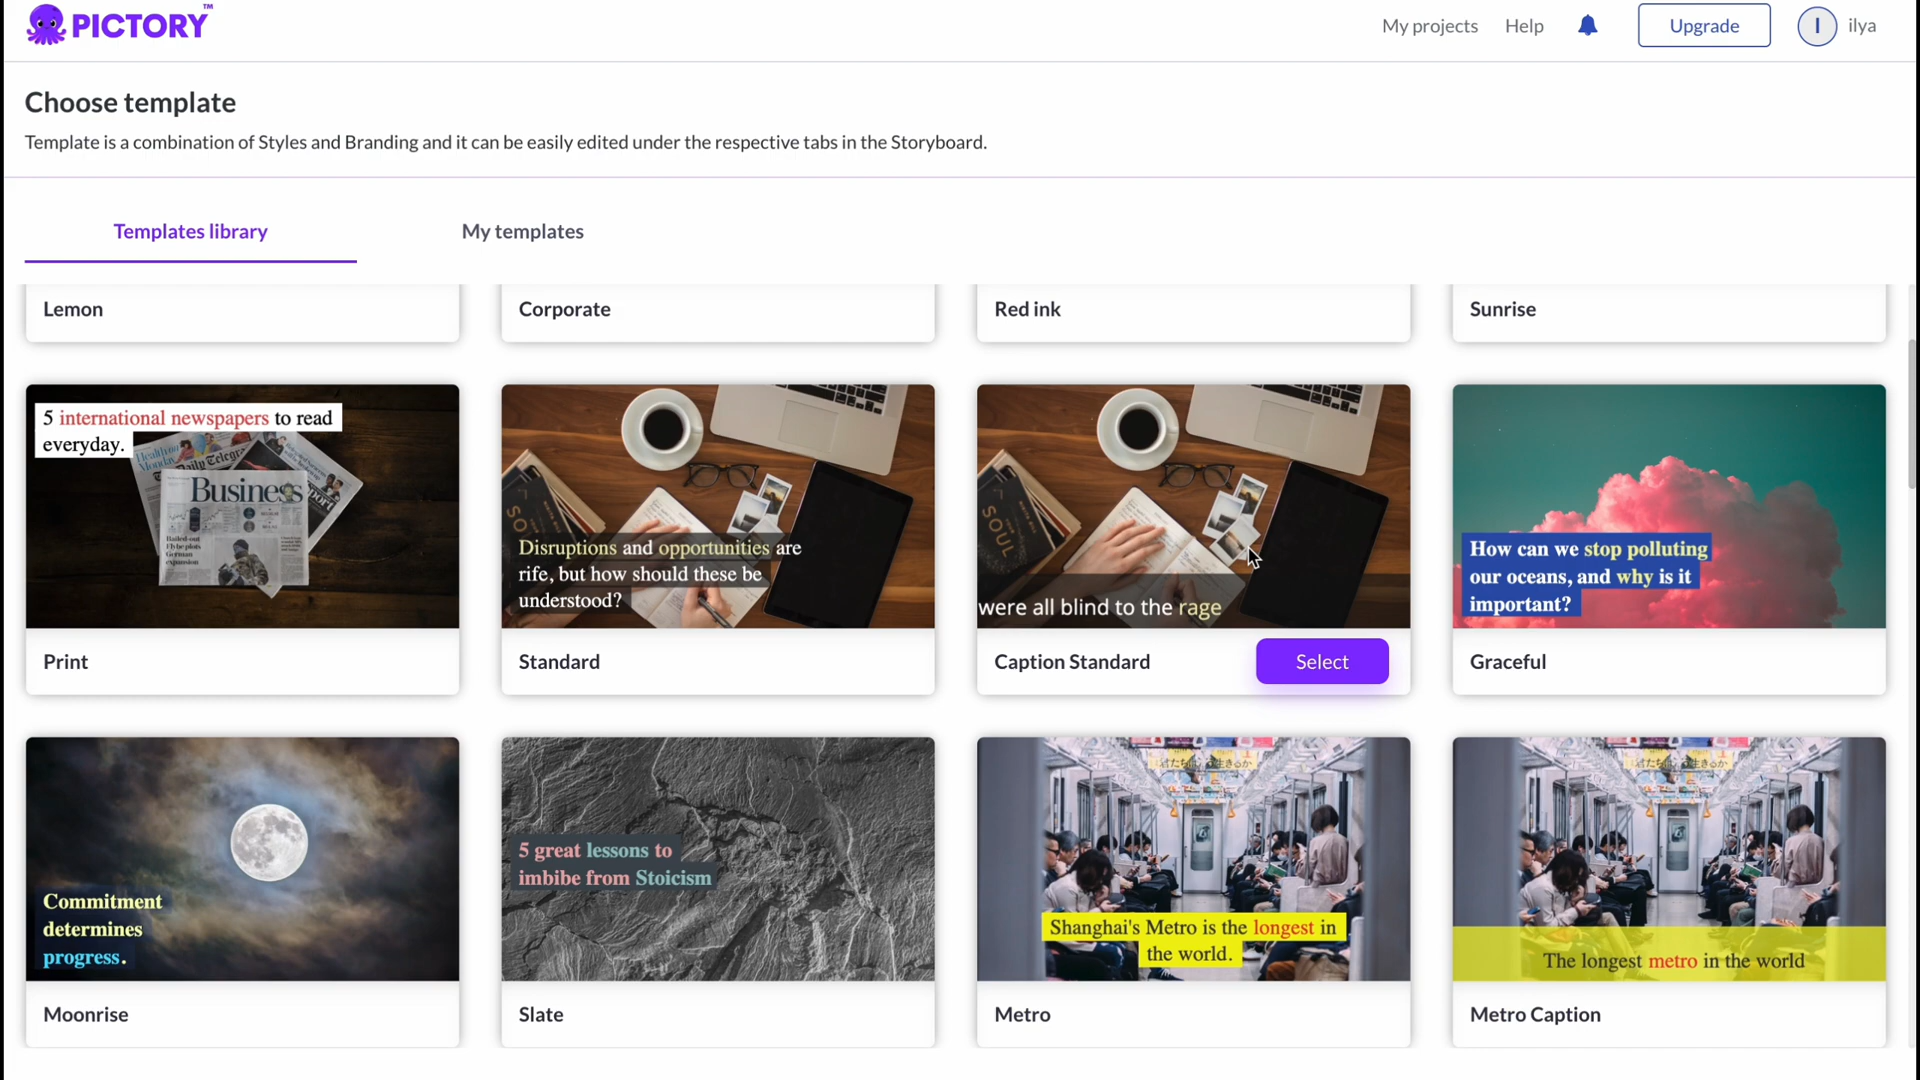 PICTORY™
My projects
Help
Upgrade
I
ilya
Choose template
Template is a combination of Styles and Branding and it can be easily edited under the respective tabs in the Storyboard.
Templates library
My templates
Lemon
Corporate
Red ink
Sunrise
5 international newspapers to read
everyday.
Daily Telegr
Business
Print
SOUL
Disruptions and opportunities are
rife, but how should these be
understood?
Standard
SOUL
were all blind to the rage
Caption Standard
Select
How can we stop polluting
our oceans, and why is it
important?
Graceful
Commitment
determines
progress.
Moonrise
5 great lessons to
imbibe from Stoicism
Slate
Shanghai's Metro is the longest in
the world.
Metro
The longest metro in the world
Metro Caption